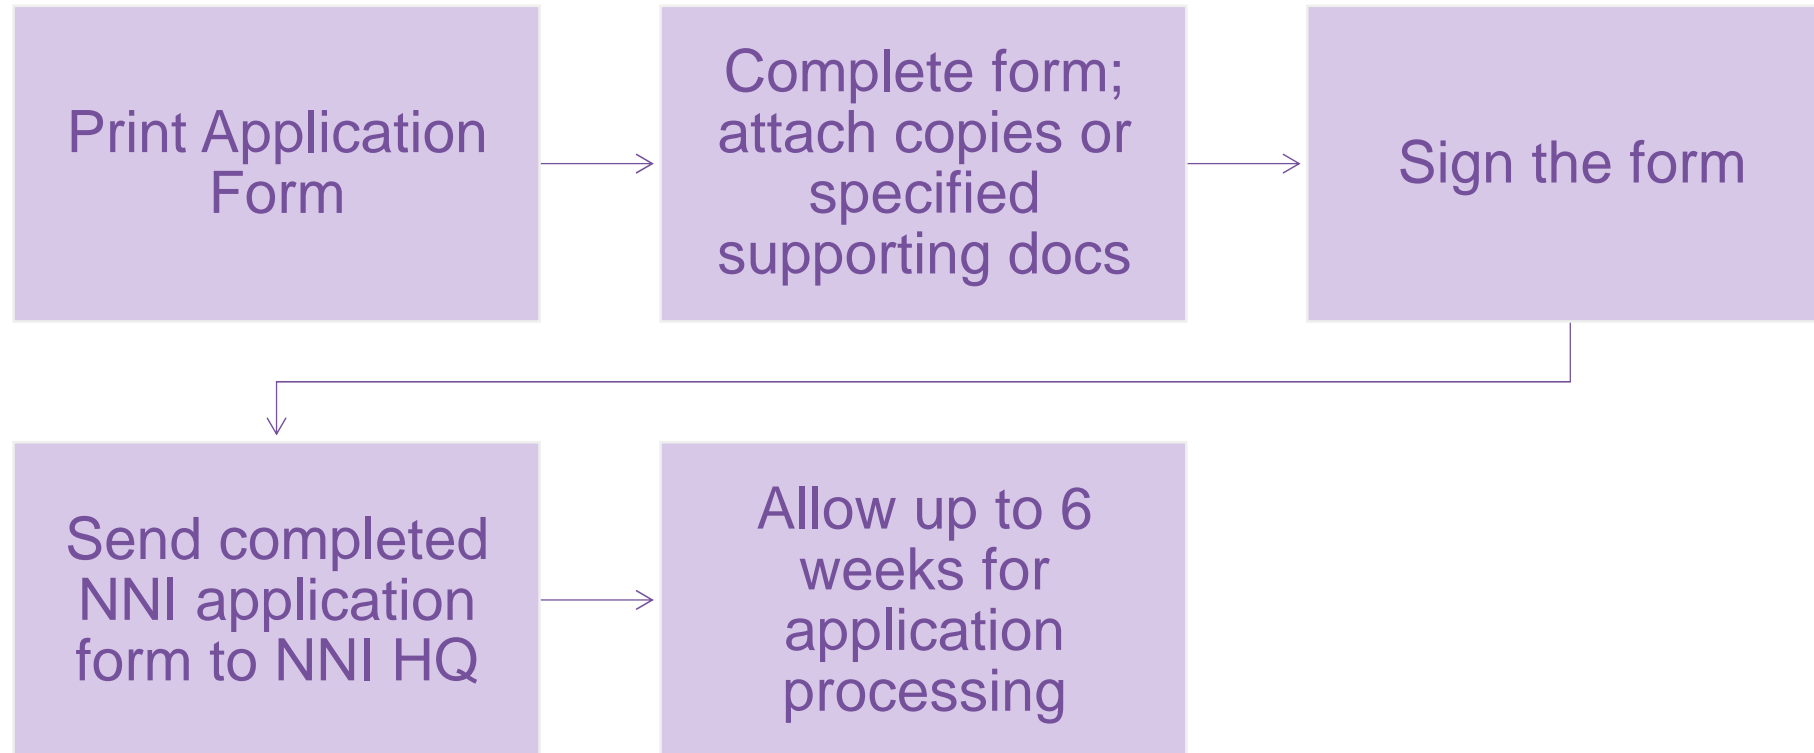 Print Application
Form
Complete form;
attach copies or
specified
supporting docs
Sign the form
Send completed
NNI application
form to NNI HQ
Allow up to 6
weeks for
application
processing